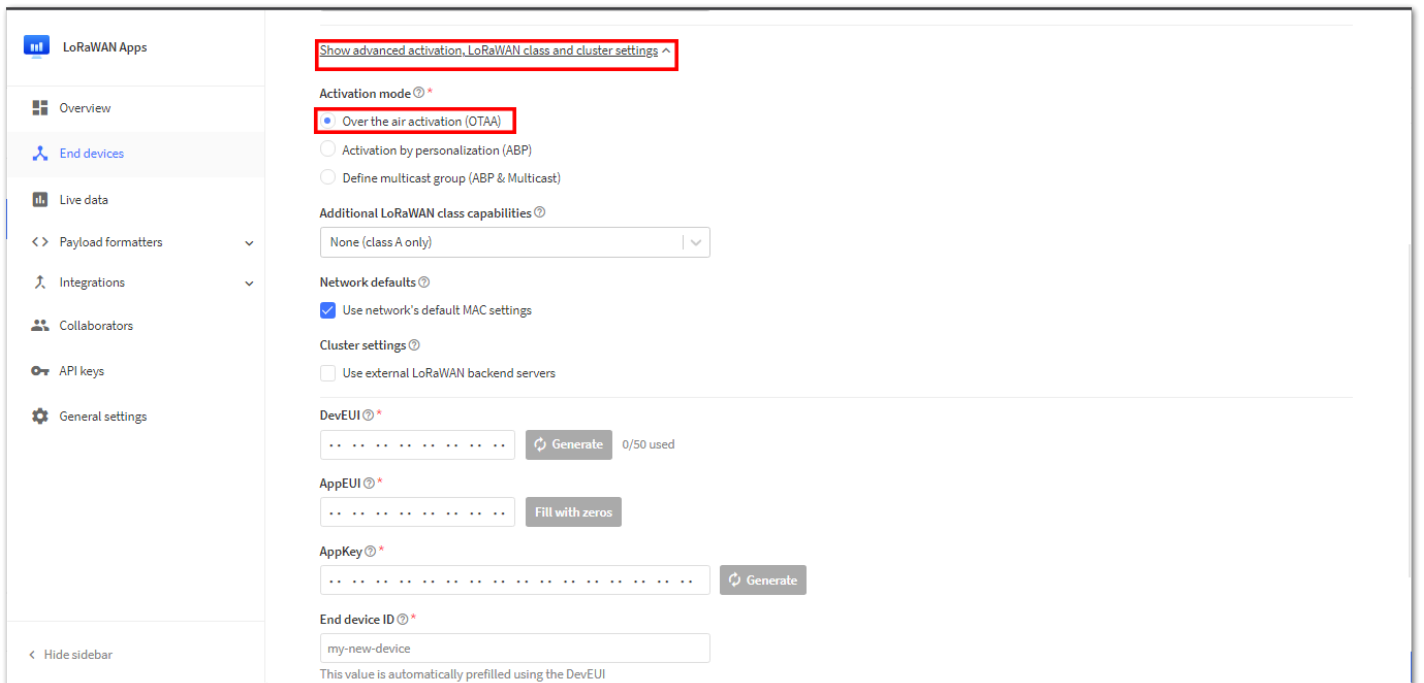 LoRaWAN Apps
Overview
End devices
Live data
Payload formatters
Integrations
Collaborators
API keys
General settings
Hide sidebar
Show advanced activation, LoRaWAN class and cluster settings
Activation mode *
Over the air activation (OTAA)
Activation by personalization (ABP)
Define multicast group (ABP & Multicast)
Additional LoRaWAN class capabilities
None (class A only)
Network defaults
Use network's default MAC settings
Cluster settings
Use external LoRaWAN backend servers
DevEUI *
.. .. .. .. .. .. .. .. Generate 0/50 used
AppEUI *
.. .. .. .. .. .. .. .. Fill with zeros
AppKey *
.. .. .. .. .. .. .. .. .. .. .. .. .. .. .. .. Generate
End device ID *
my-new-device
This value is automatically prefilled using the DevEUI